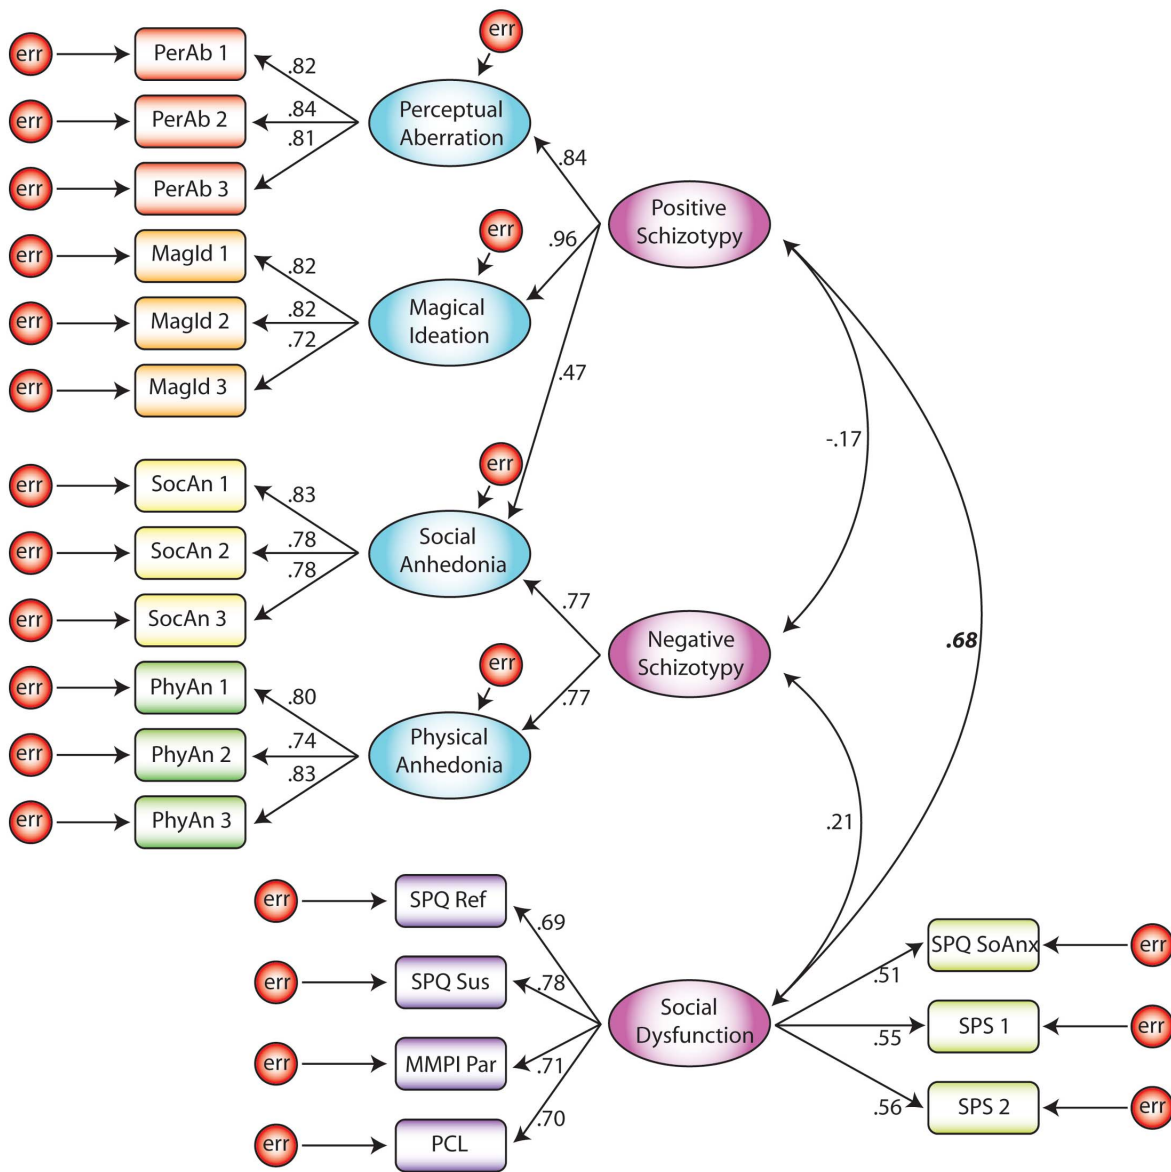 err
err
PerAb 1
.82
Perceptual
Aberration
err
PerAb 2
.84
.81
.84
err
PerAb 3
Positive
Schizotypy
err
err
MagId 1
.96
.82
Magical
Ideation
err
MagId 2
.82
.72
err
MagId 3
.47
-.17
err
err
SocAn 1
.83
Social
Anhedonia
err
SocAn 2
.78
.78
.77
err
SocAn 3
Negative
Schizotypy
.68
err
err
PhyAn 1
.80
.77
Physical
Anhedonia
err
PhyAn 2
.74
.83
err
PhyAn 3
.21
err
SPQ Ref
.69
SPQ SoAnx
err
err
SPQ Sus
.78
.51
Social
Dysfunction
SPS 1
err
.55
err
MMPI Par
.71
.56
SPS 2
err
err
PCL
.70